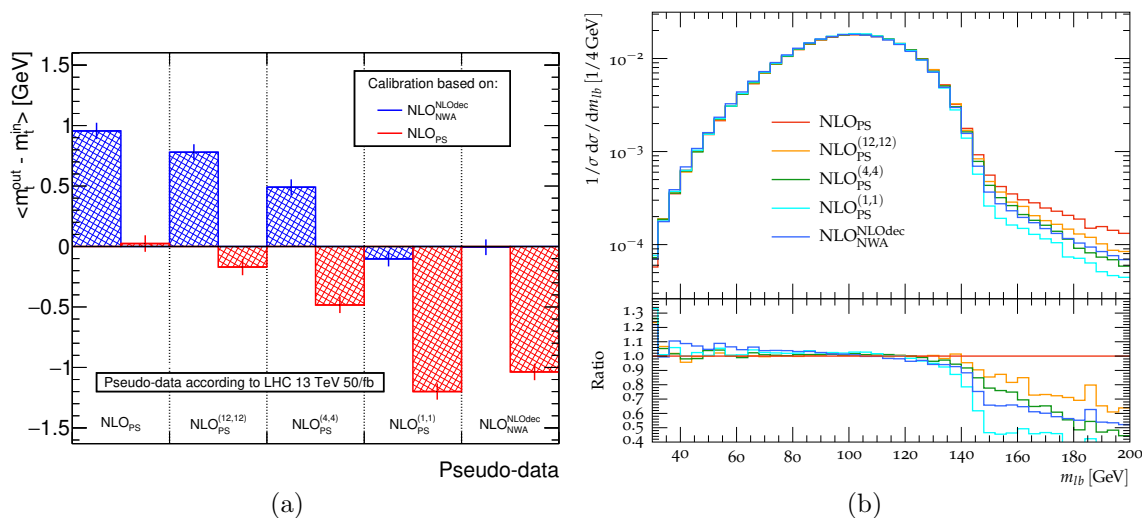 <m_t^out - m_t^in> [GeV]
1.5
1
0.5
0
−0.5
−1
−1.5
Calibration based on:
NLO_NWA^NLOdec
NLO_PS
Pseudo-data according to LHC 13 TeV 50/fb
NLO_PS NLO_PS^(12,12) NLO_PS^(4,4) NLO_PS^(1,1) NLO_NWA^NLOdec
Pseudo-data
(a)
1/σ dσ/dm_lb [1/4 GeV]
10^−2
10^−3
10^−4
NLO_PS
NLO_PS^(12,12)
NLO_PS^(4,4)
NLO_PS^(1,1)
NLO_NWA^NLOdec
Ratio
1.3
1.2
1.1
1.0
0.9
0.8
0.7
0.6
0.5
0.4
40 60 80 100 120 140 160 180 200
m_lb [GeV]
(b)